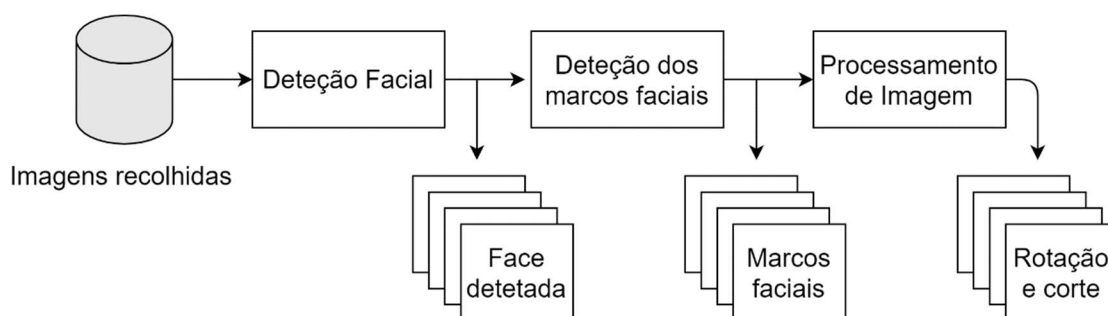 Deteção Facial
Deteção dos
marcos faciais
Processamento
de Imagem
Imagens recolhidas
Face
detetada
Marcos
faciais
Rotação
e corte